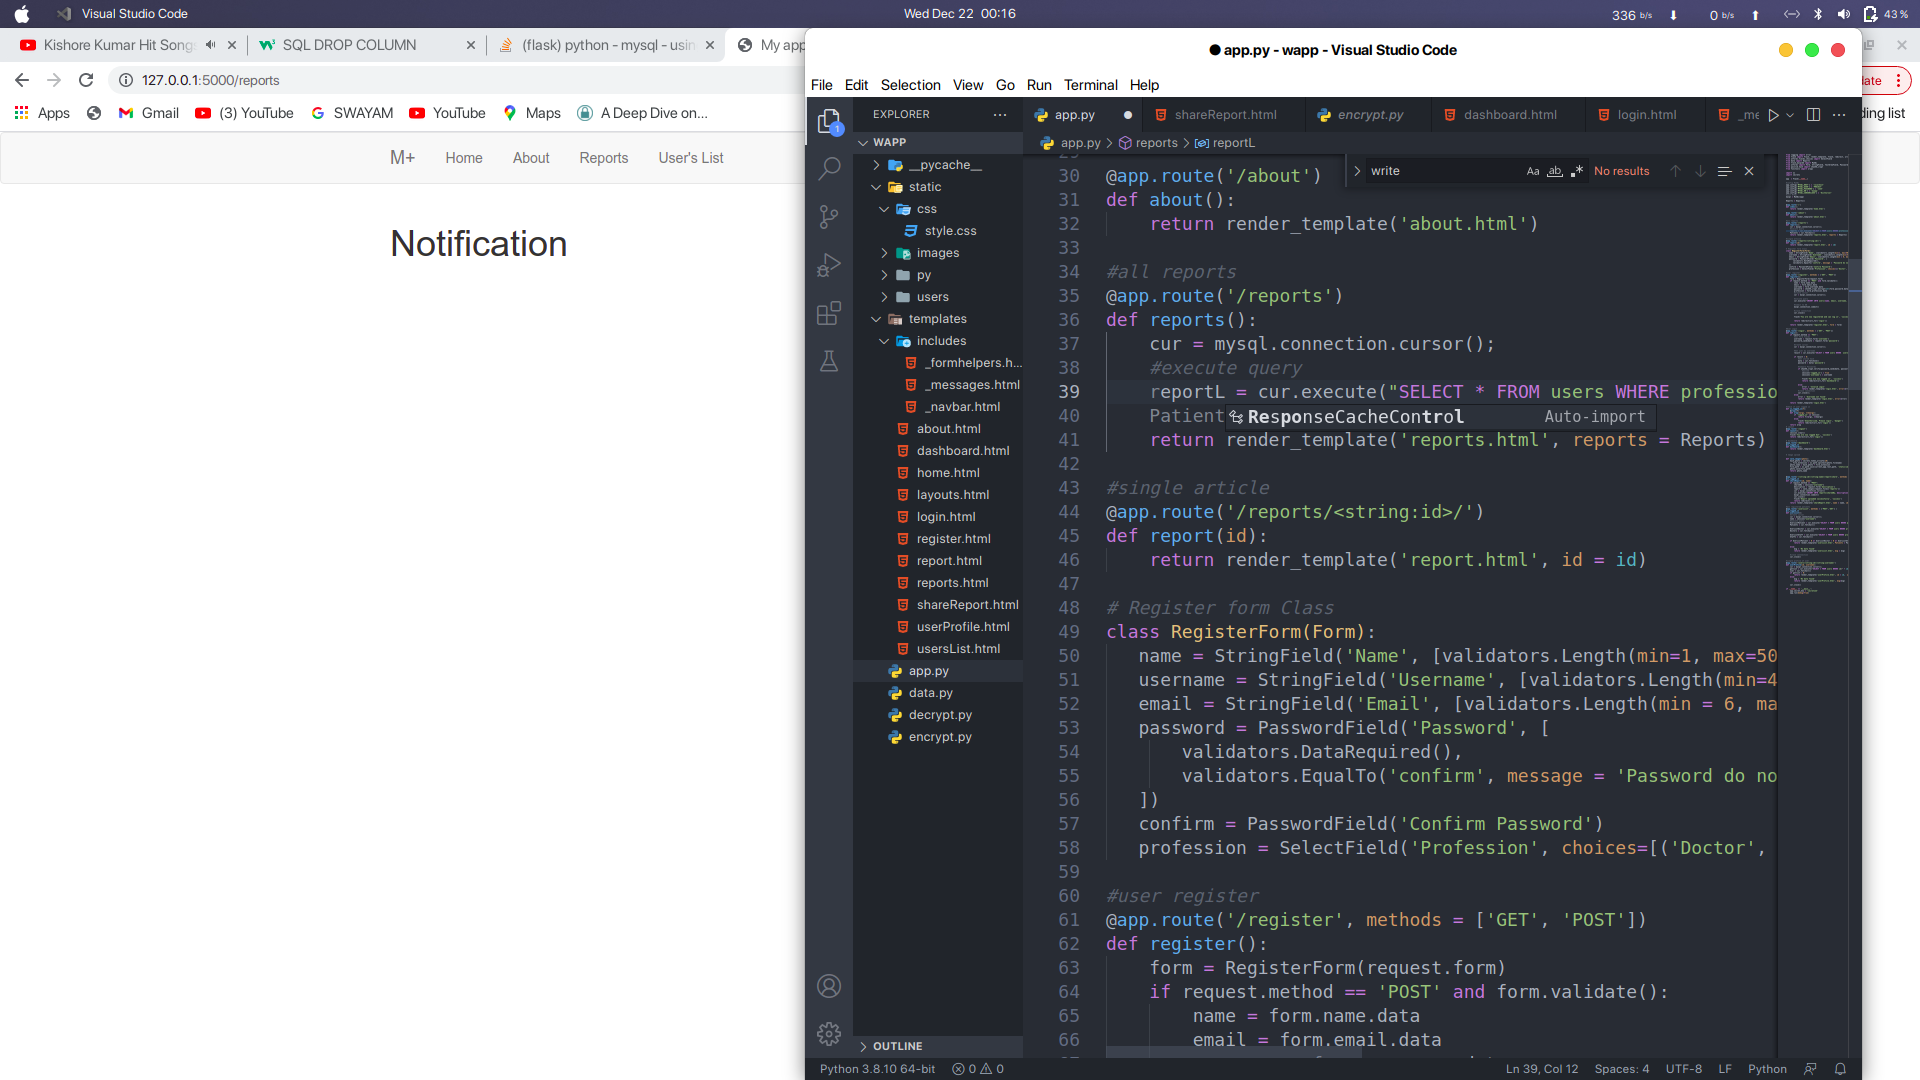 Visual Studio Code
Wed Dec 22 00:16
336 b/s
0 b/s
43 %
Kishore Kumar Hit Song
SQL DROP COLUMN
(flask) python - mysql - usin
My app
127.0.0.1:5000/reports
Apps
Gmail
(3) YouTube
SWAYAM
YouTube
Maps
A Deep Dive on...
M+
Home
About
Reports
User's List
Notification
● app.py - wapp - Visual Studio Code
File Edit Selection View Go Run Terminal Help
EXPLORER
WAPP
__pycache__
static
css
style.css
images
py
users
templates
includes
_formhelpers.h...
_messages.html
_navbar.html
about.html
dashboard.html
home.html
layouts.html
login.html
register.html
report.html
reports.html
shareReport.html
userProfile.html
usersList.html
app.py
data.py
decrypt.py
encrypt.py
OUTLINE
app.py
shareReport.html
encrypt.py
dashboard.html
login.html
_me
app.py > reports > reportL
write
Aa ab .*
No results
30 @app.route('/about')
31 def about():
32 return render_template('about.html')
33
34 #all reports
35 @app.route('/reports')
36 def reports():
37 cur = mysql.connection.cursor();
38 #execute query
39 reportL = cur.execute("SELECT * FROM users WHERE professio
40 Patient
ResponseCacheControl Auto-import
41 return render_template('reports.html', reports = Reports)
42
43 #single article
44 @app.route('/reports/<string:id>/')
45 def report(id):
46 return render_template('report.html', id = id)
47
48 # Register form Class
49 class RegisterForm(Form):
50 name = StringField('Name', [validators.Length(min=1, max=50
51 username = StringField('Username', [validators.Length(min=4
52 email = StringField('Email', [validators.Length(min = 6, ma
53 password = PasswordField('Password', [
54 validators.DataRequired(),
55 validators.EqualTo('confirm', message = 'Password do no
56 ])
57 confirm = PasswordField('Confirm Password')
58 profession = SelectField('Profession', choices=[('Doctor',
59
60 #user register
61 @app.route('/register', methods = ['GET', 'POST'])
62 def register():
63 form = RegisterForm(request.form)
64 if request.method == 'POST' and form.validate():
65 name = form.name.data
66 email = form.email.data
Python 3.8.10 64-bit
0 0
Ln 39, Col 12
Spaces: 4
UTF-8
LF
Python